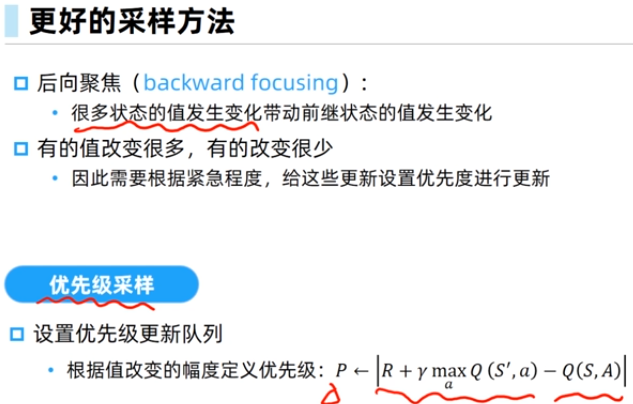 更好的采样方法
后向聚焦（backward focusing）：
• 很多状态的值发生变化带动前继状态的值发生变化
有的值改变很多，有的改变很少
• 因此需要根据紧急程度，给这些更新设置优先度进行更新
优先级采样
设置优先级更新队列
• 根据值改变的幅度定义优先级：P ← |R + γ max_a Q (S′, a) − Q(S, A)|